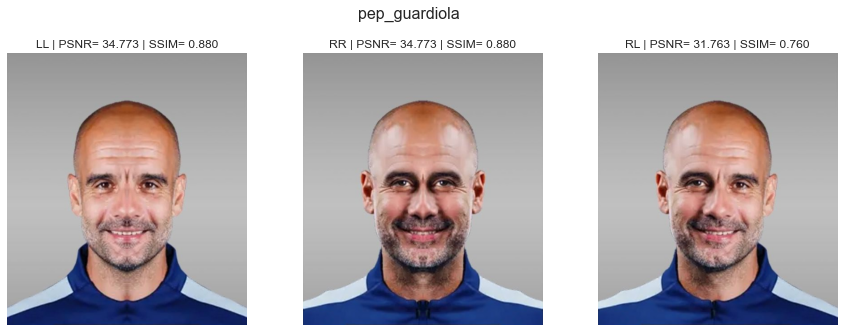 pep_guardiola
LL | PSNR= 34.773 | SSIM= 0.880
RR | PSNR= 34.773 | SSIM= 0.880
RL | PSNR= 31.763 | SSIM= 0.760